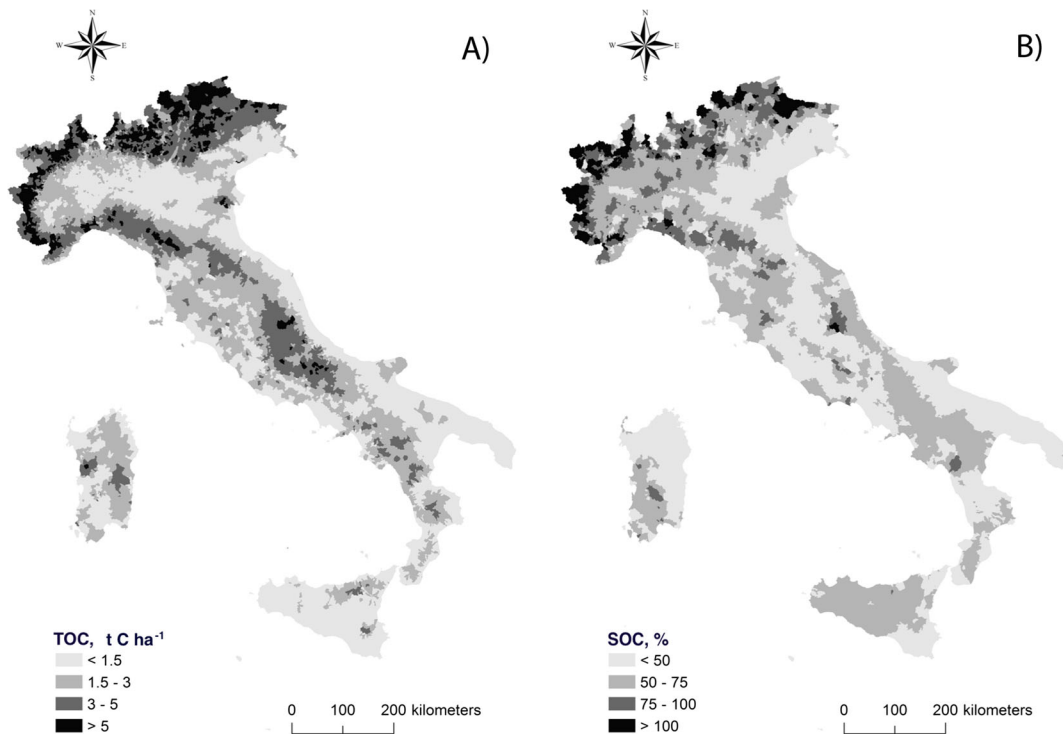 N
W E
S
A)
TOC, t C ha⁻¹
< 1.5
1.5 - 3
3 - 5
> 5
0 100 200 kilometers
N
W E
S
B)
SOC, %
< 50
50 - 75
75 - 100
> 100
0 100 200 kilometers